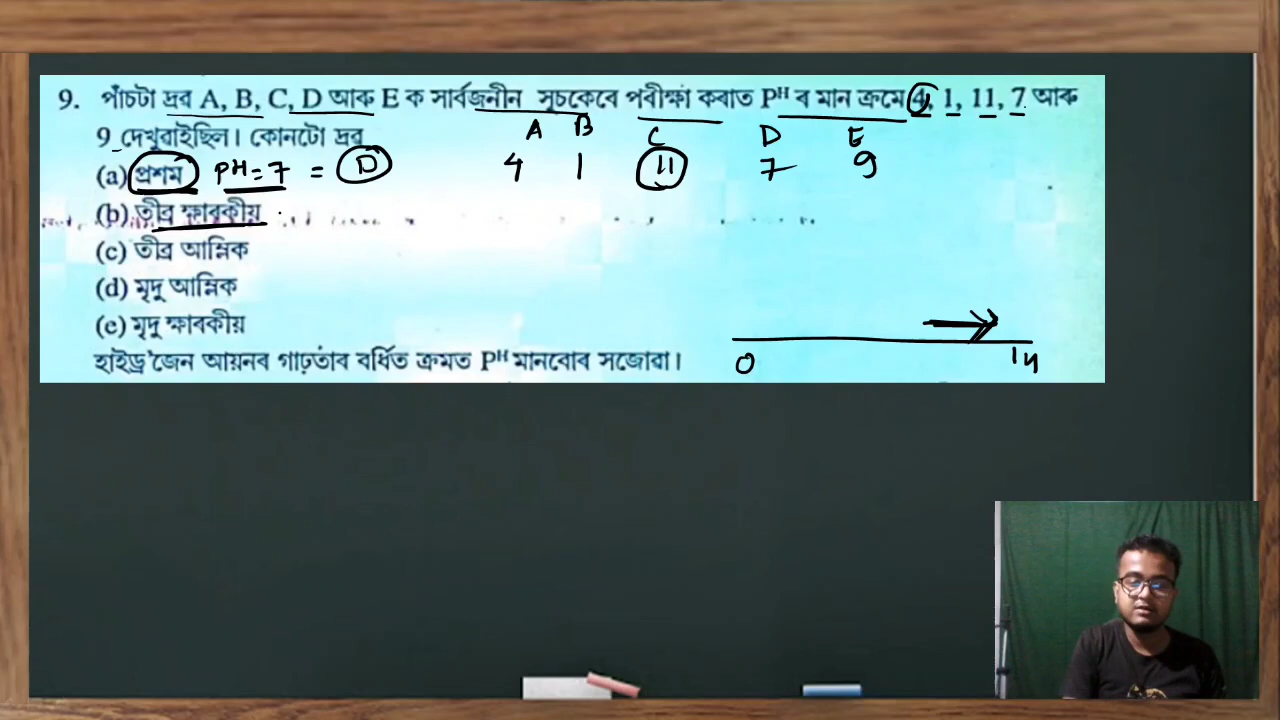 9. পাঁচটা দ্ৰৱ A, B, C, D আৰু E ক সাৰ্বজনীন সূচকেৰে পৰীক্ষা কৰাত Pᴴ ৰ মান ক্ৰমে 4, 1, 11, 7 আৰু
9 দেখুৱাইছিল। কোনটো দ্ৰৱ
A B C D E
(a) প্ৰশম PH = 7 = D 4 1 11 7 9
(b) তীব্ৰ ক্ষাৰকীয়
(c) তীব্ৰ আম্লিক
(d) মৃদু আম্লিক
(e) মৃদু ক্ষাৰকীয়
হাইড্ৰ'জেন আয়নৰ গাঢ়তাৰ বৰ্ধিত ক্ৰমত Pᴴ মানবোৰ সজোৱা।
0 14